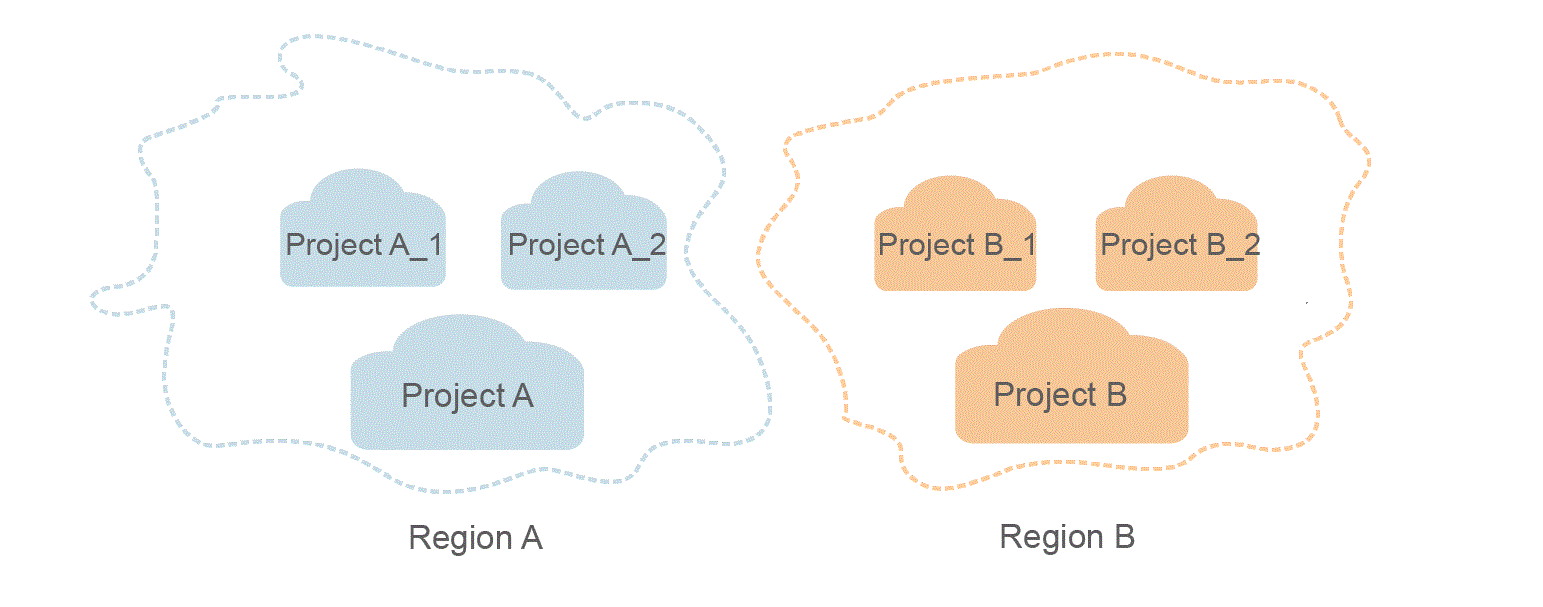 Project A_1
Project A_2
Project A
Region A
Project B_1
Project B_2
Project B
Region B